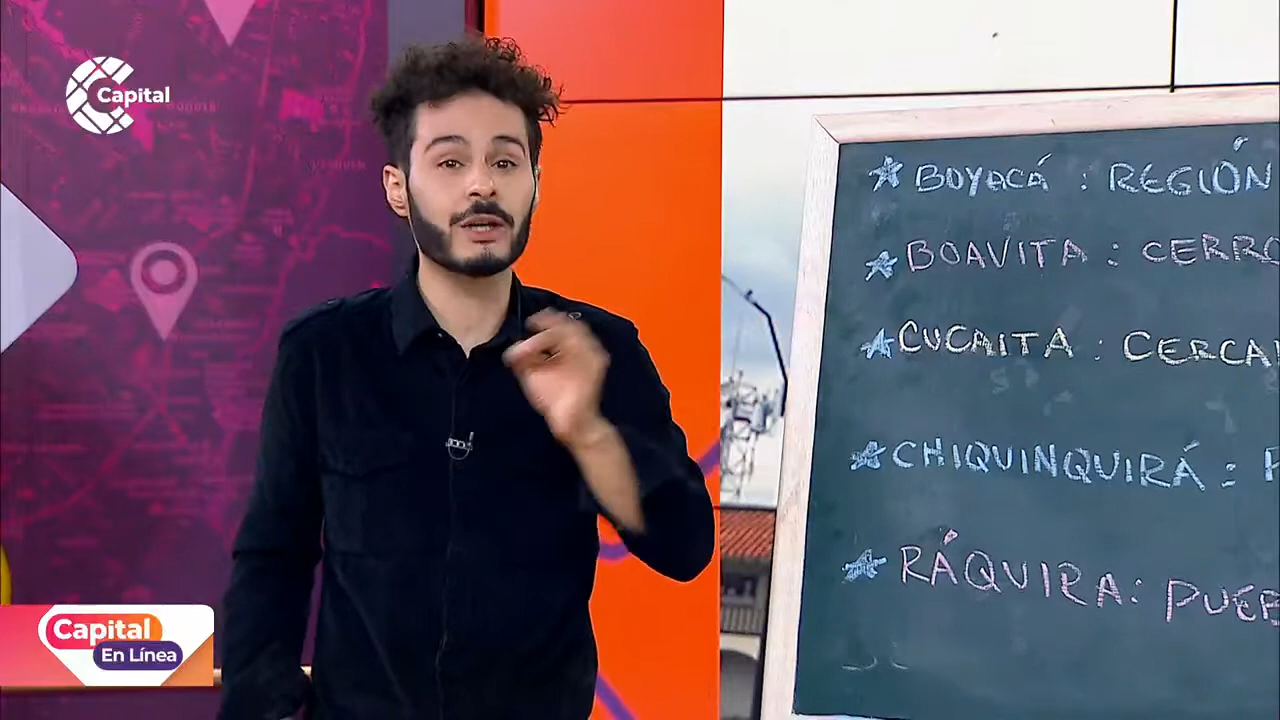 Capital
BOYACÁ : REGIÓN
BOAVITA : CERRO
CUCAITA : CERCA
CHIQUINQUIRÁ :
RÁQUIRA: PUEB
Capital
En Línea